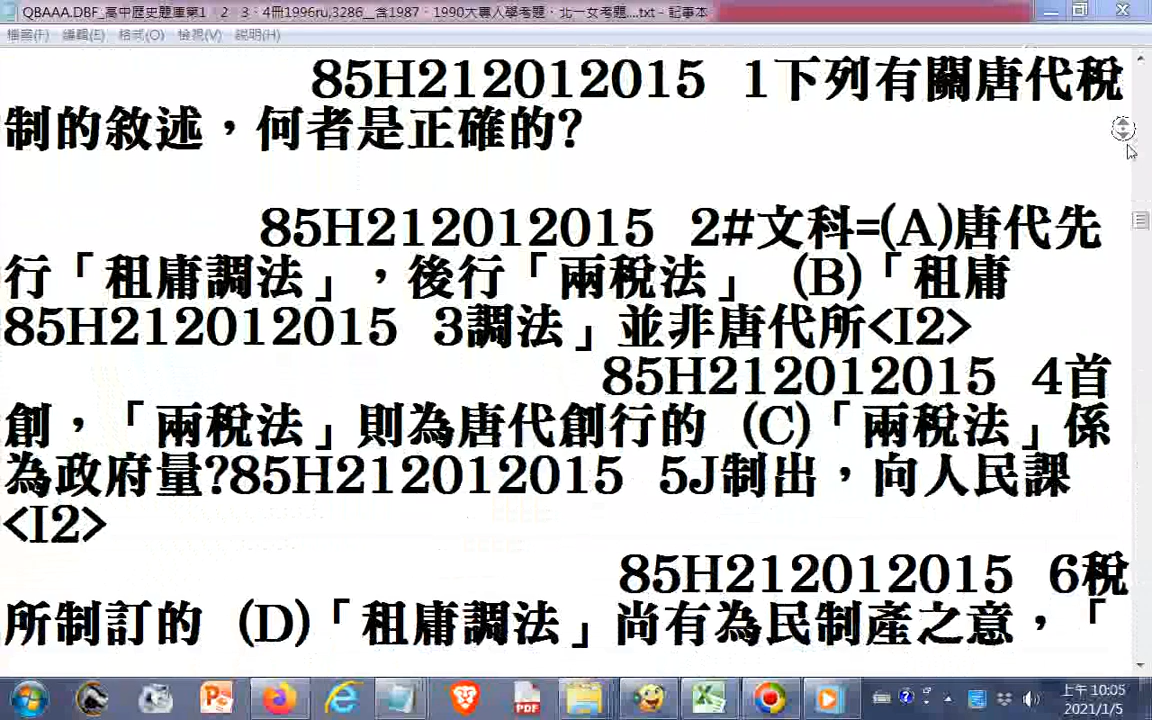 QBAAA.DBF_高中歷史題庫第1﹐2﹐3﹐4冊1996ru,3286__含1987﹐1990大專入學考題﹐北一女考題....txt - 記事本
檔案(F) 編輯(E) 格式(O) 檢視(V) 說明(H)
85H212012015 1下列有關唐代稅
制的敘述，何者是正確的?
85H212012015 2#文科=(A)唐代先
行「租庸調法」，後行「兩稅法」 (B)「租庸
85H212012015 3調法」並非唐代所<I2>
85H212012015 4首
創，「兩稅法」則為唐代創行的 (C)「兩稅法」係
為政府量?85H212012015 5J制出，向人民課
<I2>
85H212012015 6稅
所制訂的 (D)「租庸調法」尚有為民制產之意，「
上午 10:05
2021/1/5